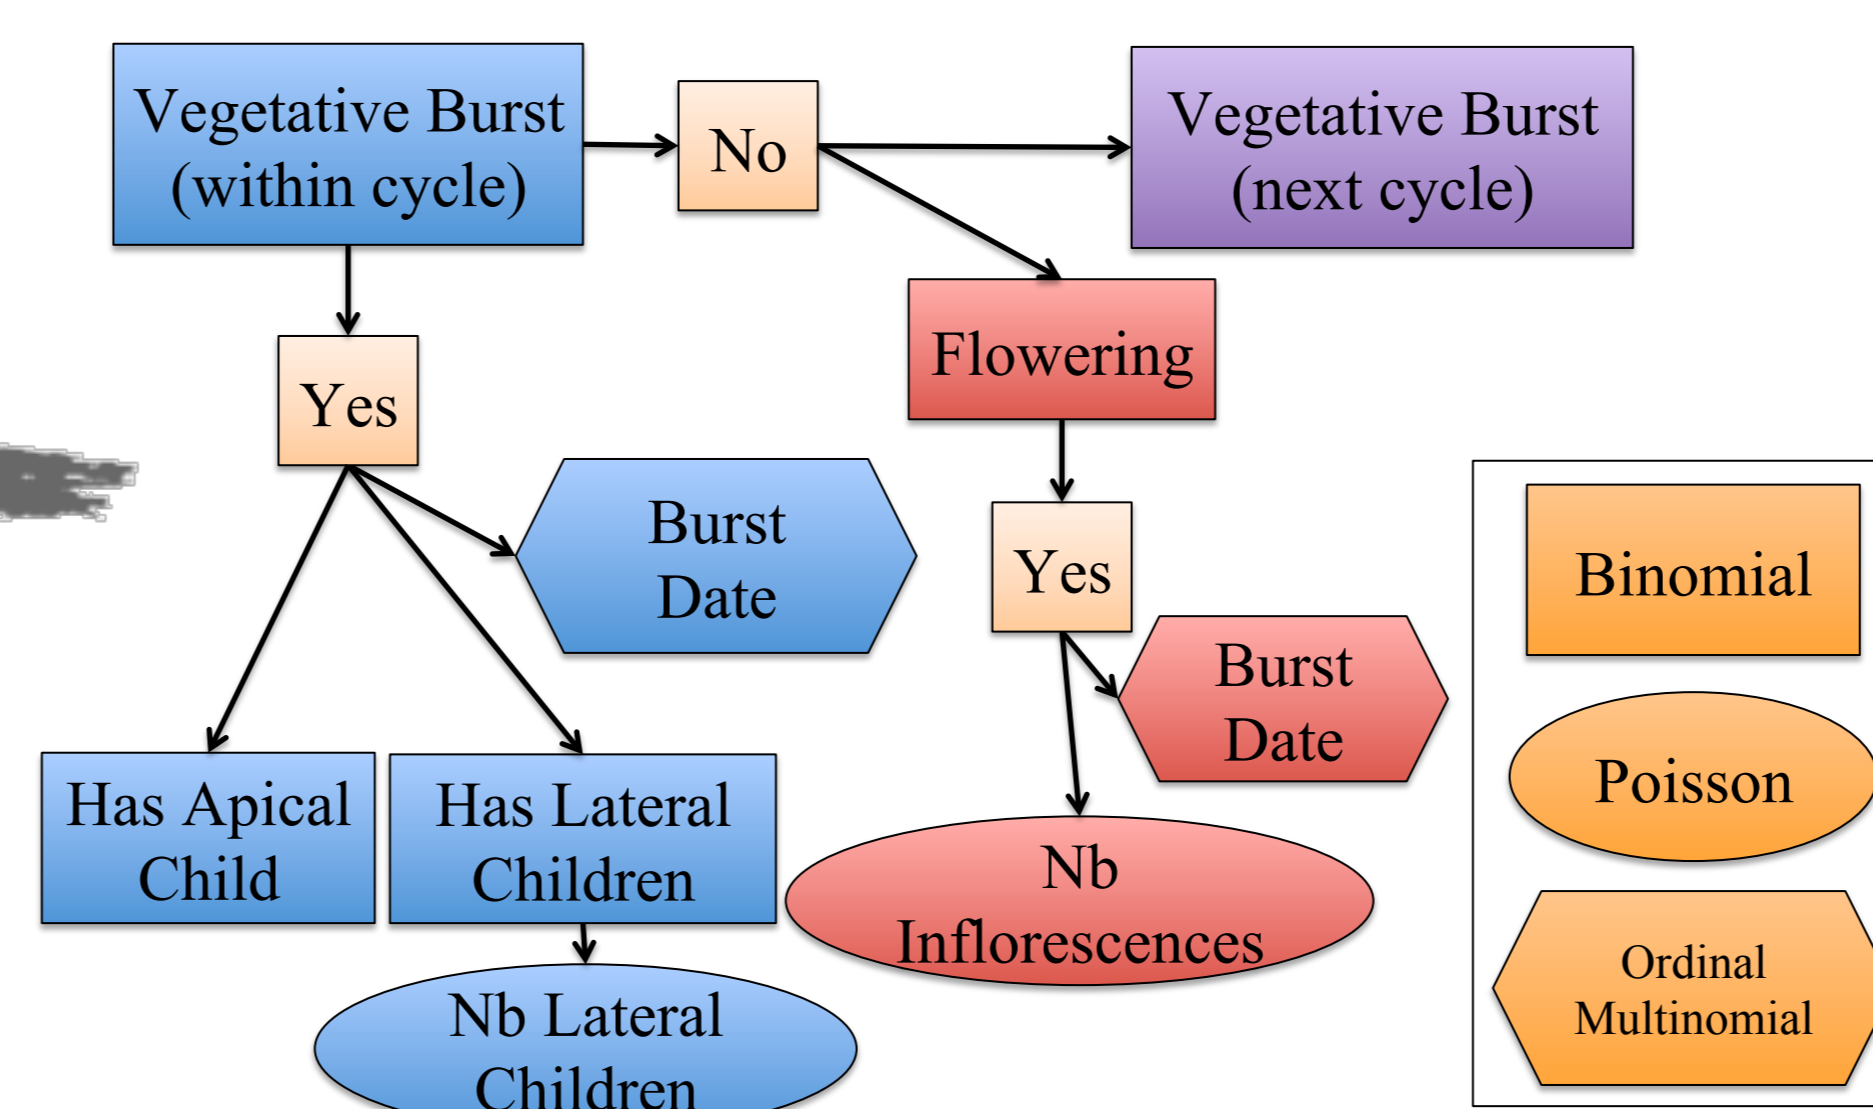 Vegetative Burst
(within cycle)
No
Vegetative Burst
(next cycle)
Yes
Flowering
Burst
Date
Yes
Burst
Date
Has Apical
Child
Has Lateral
Children
Nb
Inflorescences
Nb Lateral
Children
Binomial
Poisson
Ordinal
Multinomial